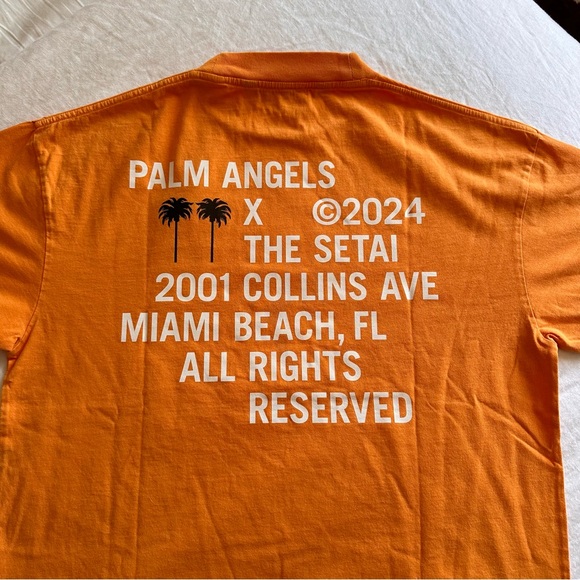 PALM ANGELS
X ©2024
THE SETAI
2001 COLLINS AVE
MIAMI BEACH, FL
ALL RIGHTS
RESERVED